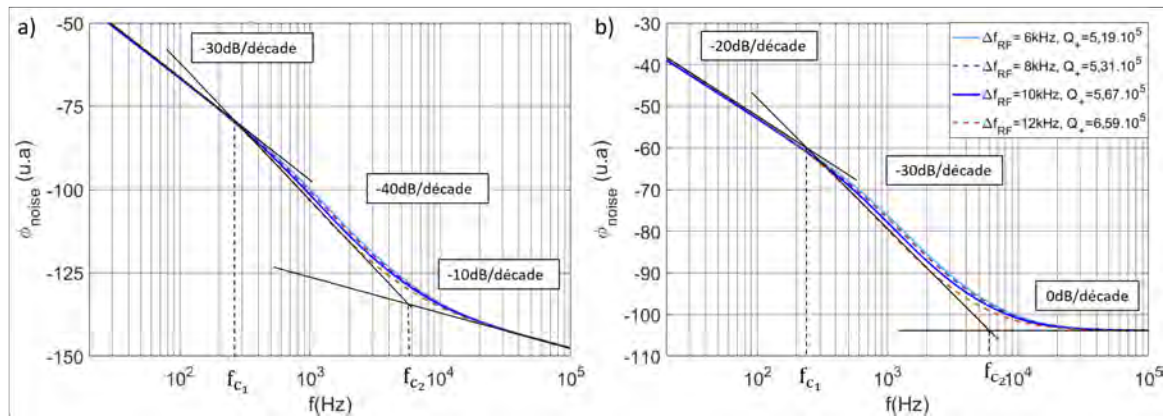 a)
-50
-75
-100
-125
-150
ϕnoise (u.a)
-30dB/décade
-40dB/décade
-10dB/décade
10² 10³ 10⁴ 10⁵
fc₁ fc₂
f(Hz)
b)
-30
-40
-50
-60
-70
-80
-90
-100
-110
ϕnoise (u.a)
-20dB/décade
-30dB/décade
0dB/décade
ΔfRF= 6kHz, Q+=5,19.10⁵
ΔfRF= 8kHz, Q+=5,31.10⁵
ΔfRF=10kHz, Q+=5,67.10⁵
ΔfRF=12kHz, Q+=6,59.10⁵
10² 10³ 10⁴ 10⁵
fc₁ fc₂
f(Hz)